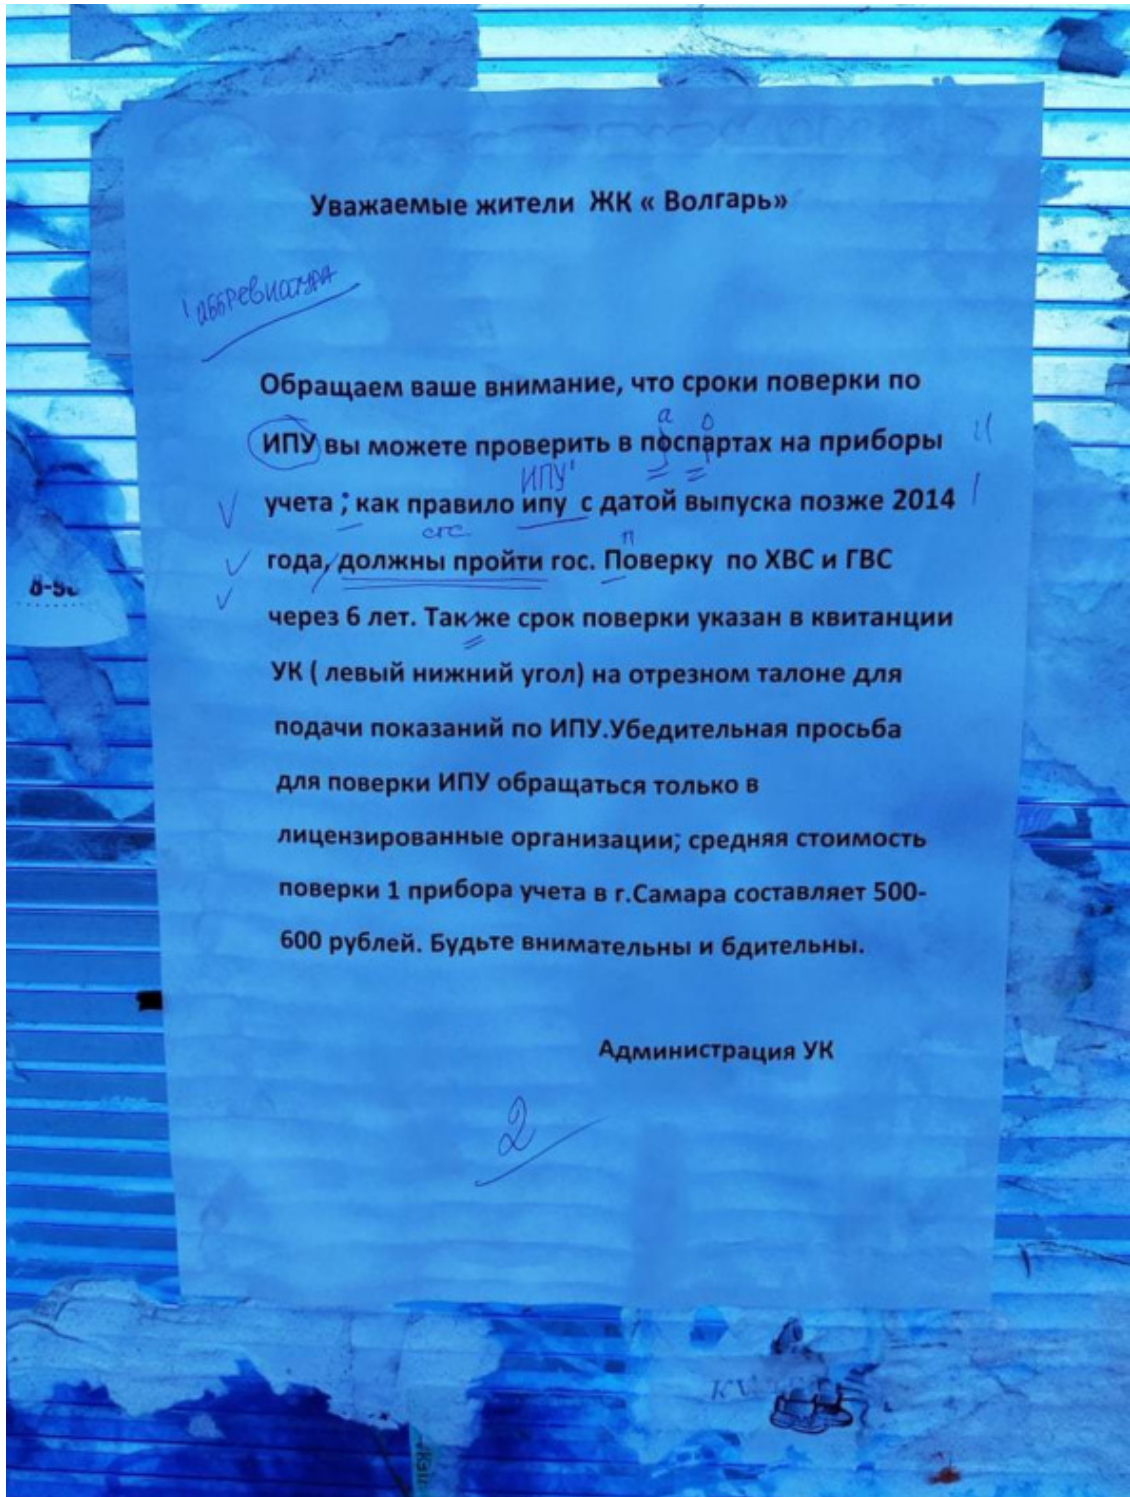 Уважаемые жители ЖК « Волгарь»
аббревиатура
Обращаем ваше внимание, что сроки поверки по
а о
ИПУ вы можете проверить в поспартах на приборы
ИПУ
учета ; как правило ипу с датой выпуска позже 2014
п
года, должны пройти гос. Поверку по ХВС и ГВС
8-9
через 6 лет. Также срок поверки указан в квитанции
УК ( левый нижний угол) на отрезном талоне для
подачи показаний по ИПУ.Убедительная просьба
для поверки ИПУ обращаться только в
лицензированные организации; средняя стоимость
поверки 1 прибора учета в г.Самара составляет 500-
600 рублей. Будьте внимательны и бдительны.
Администрация УК
2